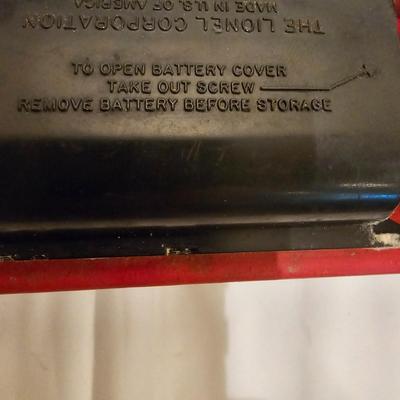 THE LIONEL CORPORATION
MADE IN U.S. OF AMERICA
TO OPEN BATTERY COVER
TAKE OUT SCREW
REMOVE BATTERY BEFORE STORAGE